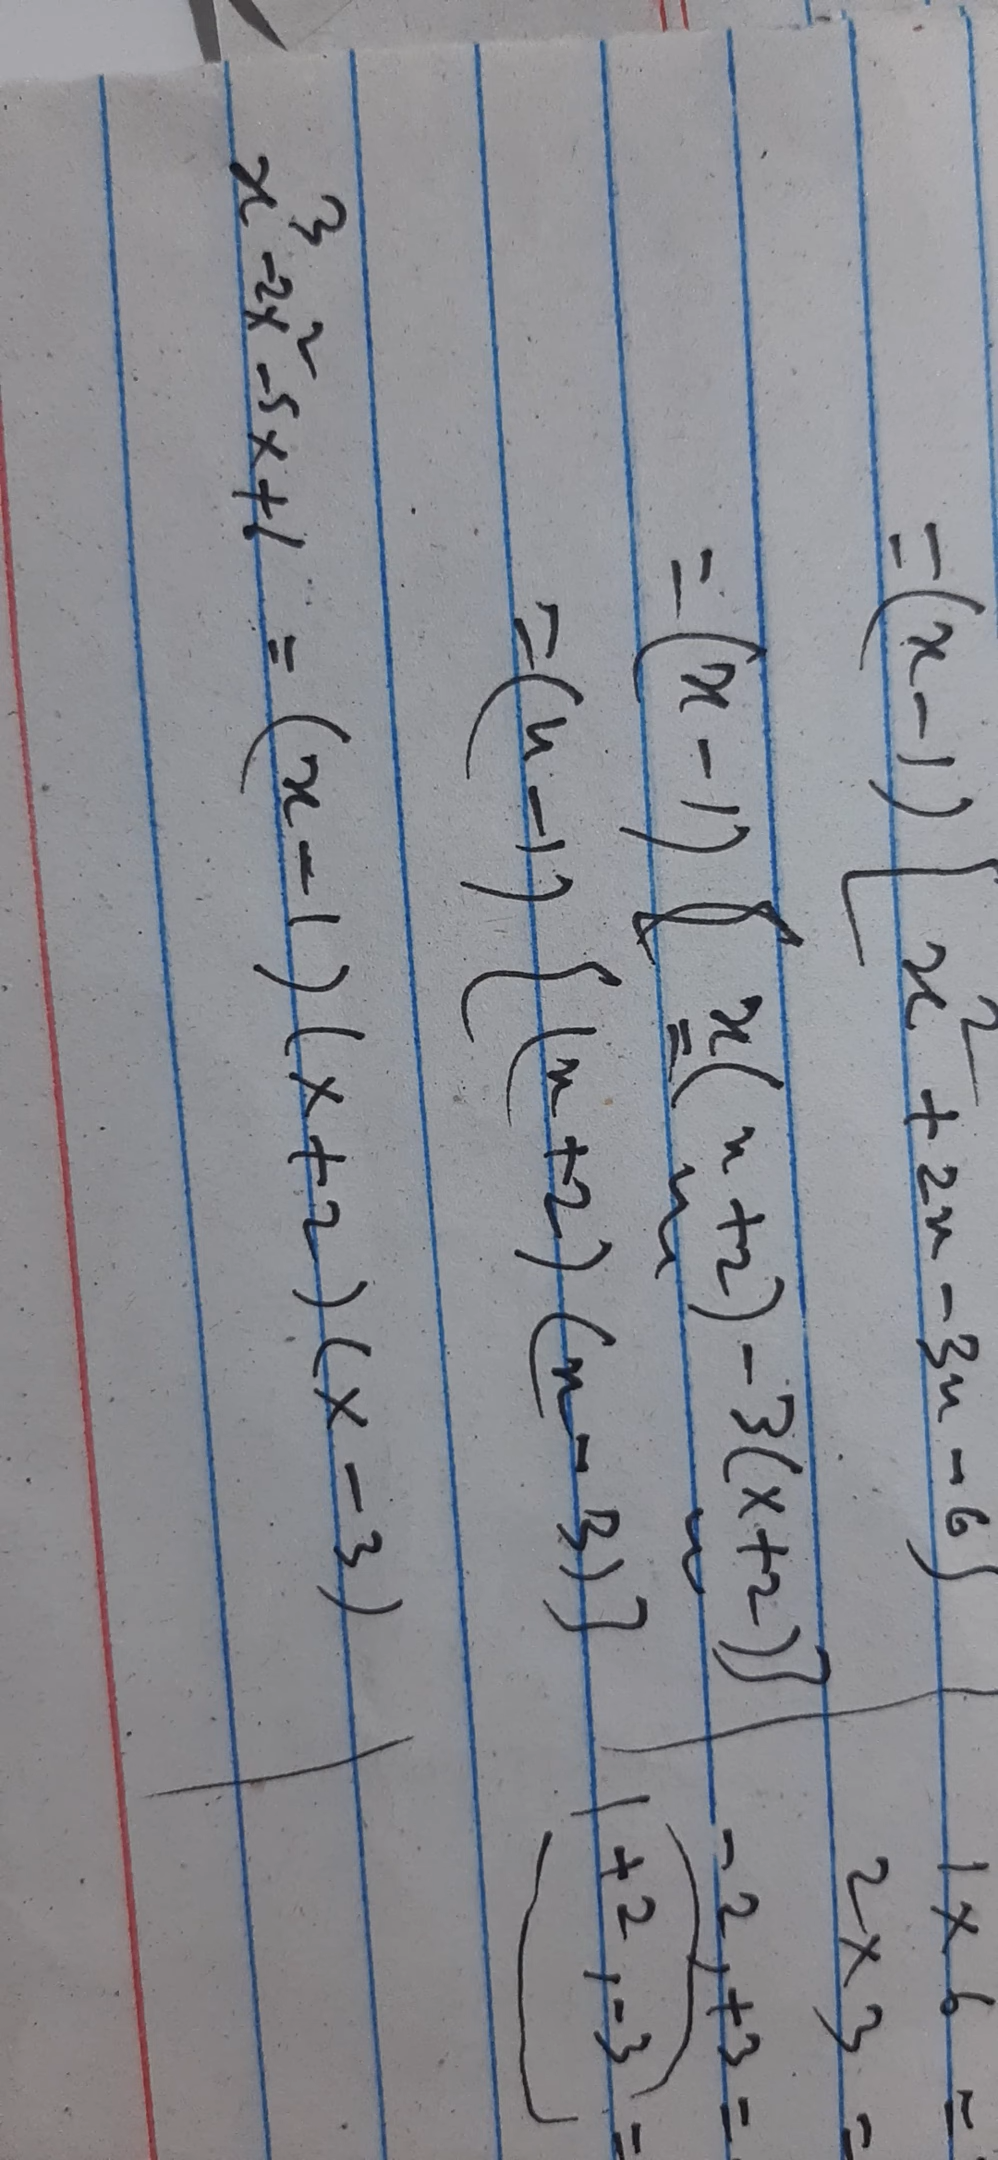 = (x - 1) [ x² + 2x - 3x - 6 ] 1 x 6 =
2 x 3 =
= (x - 1) [ x(x + 2) - 3(x + 2) ] - 2, + 3 =
= (x - 1) [ (x + 2) (x - 3) ] + 2, - 3 =
x³ - 2x² - 5x + 6 = (x - 1) (x + 2) (x - 3)